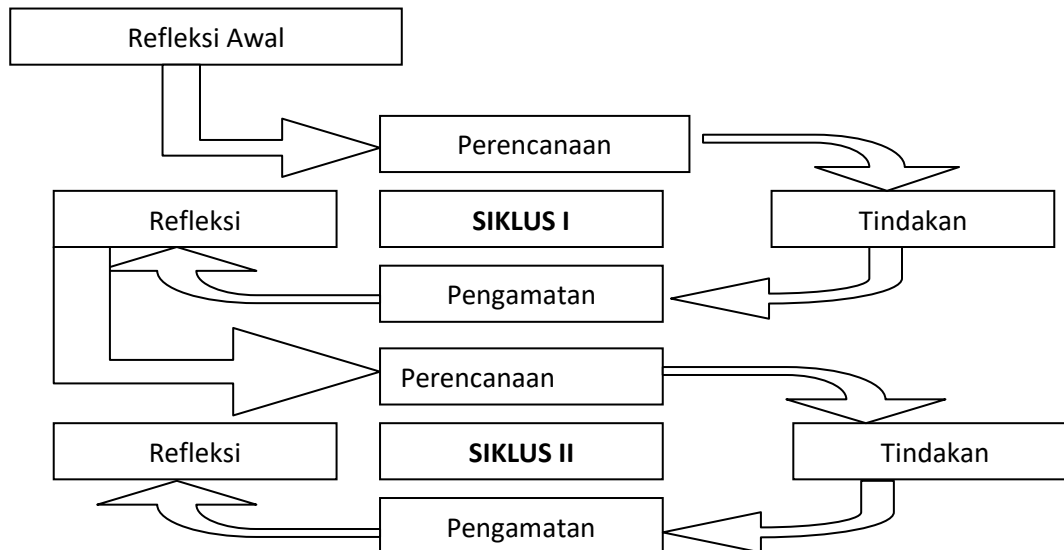 Refleksi Awal
Perencanaan
Refleksi
SIKLUS I
Tindakan
Pengamatan
Perencanaan
Refleksi
SIKLUS II
Tindakan
Pengamatan